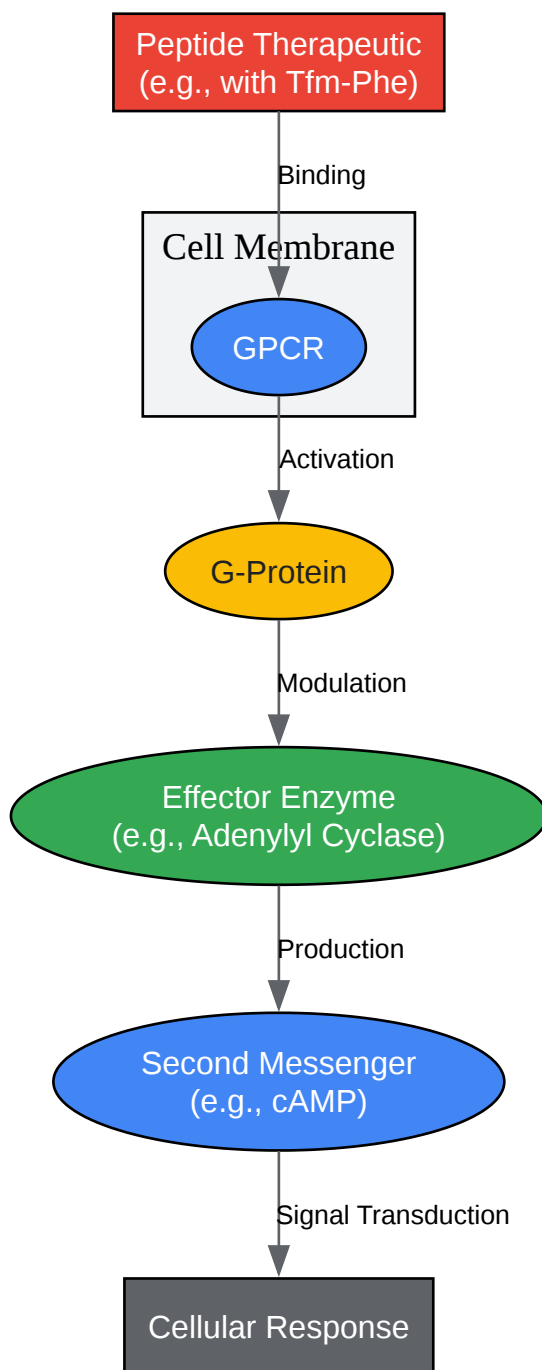 Peptide Therapeutic
(e.g., with Tfm-Phe)
Binding
Cell Membrane
GPCR
Activation
G-Protein
Modulation
Effector Enzyme
(e.g., Adenylyl Cyclase)
Production
Second Messenger
(e.g., cAMP)
Signal Transduction
Cellular Response